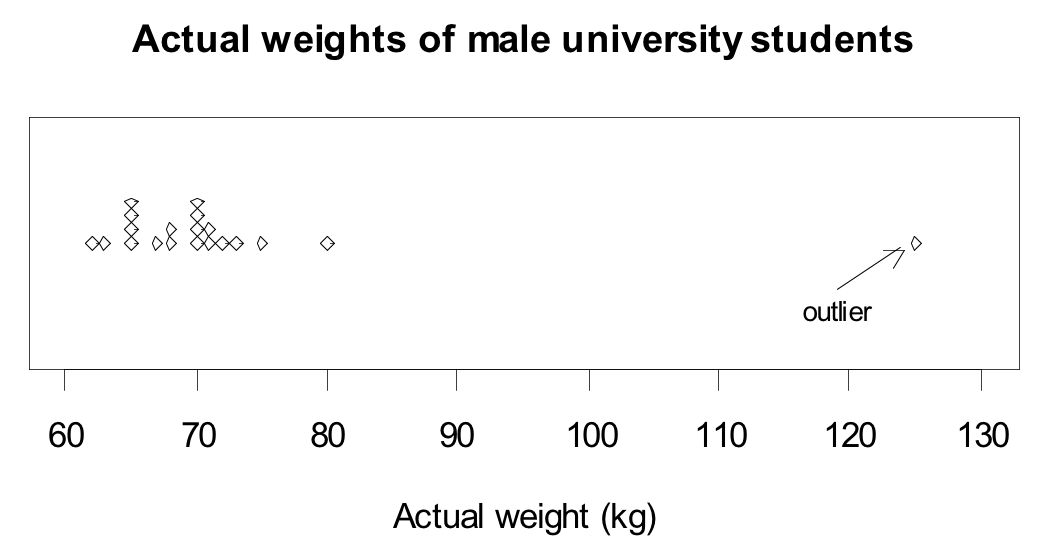 Actual weights of male university students
outlier
60 70 80 90 100 110 120 130
Actual weight (kg)